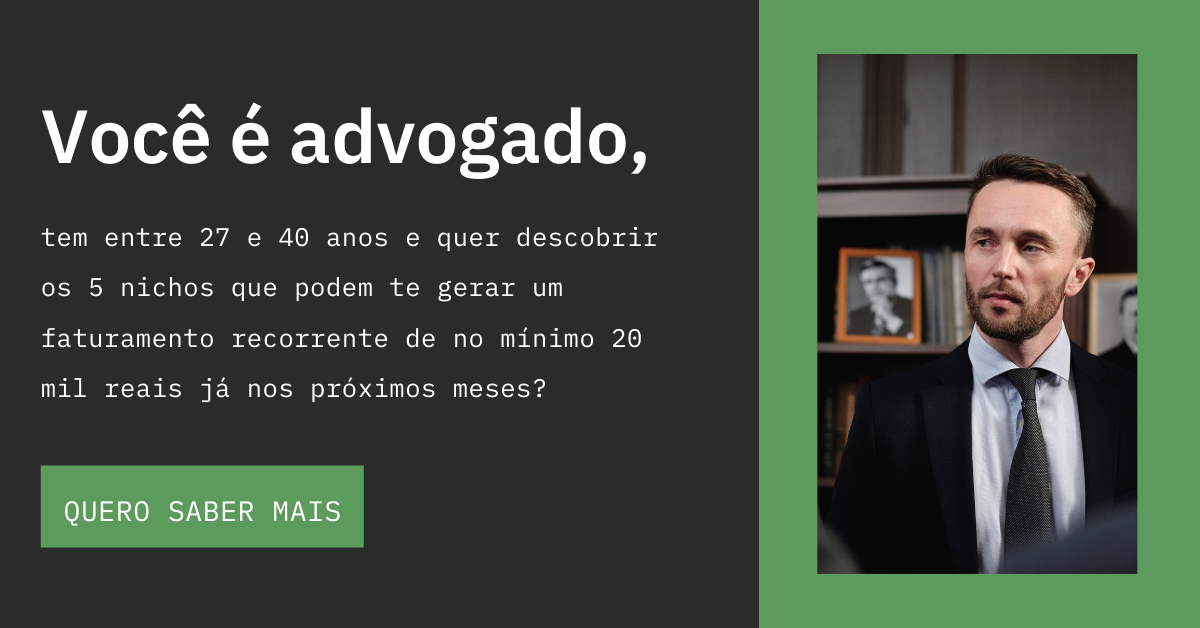 Você é advogado,
tem entre 27 e 40 anos e quer descobrir
os 5 nichos que podem te gerar um
faturamento recorrente de no mínimo 20
mil reais já nos próximos meses?
QUERO SABER MAIS